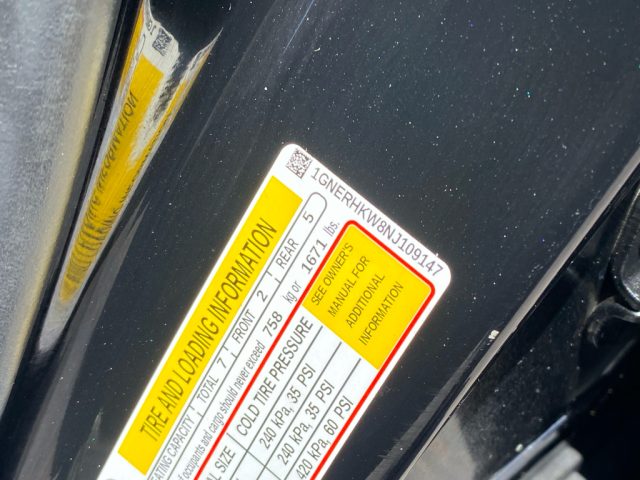 1GNERHKW8NJ109147
TIRE AND LOADING INFORMATION
EATING CAPACITY | TOTAL 7 | FRONT 2 | REAR 5
f occupants and cargo should never exceed 758 kg or 1671 lbs.
SIZE COLD TIRE PRESSURE
240 kPa, 35 PSI
240 kPa, 35 PSI
420 kPa, 60 PSI
SEE OWNER'S
MANUAL FOR
ADDITIONAL
INFORMATION